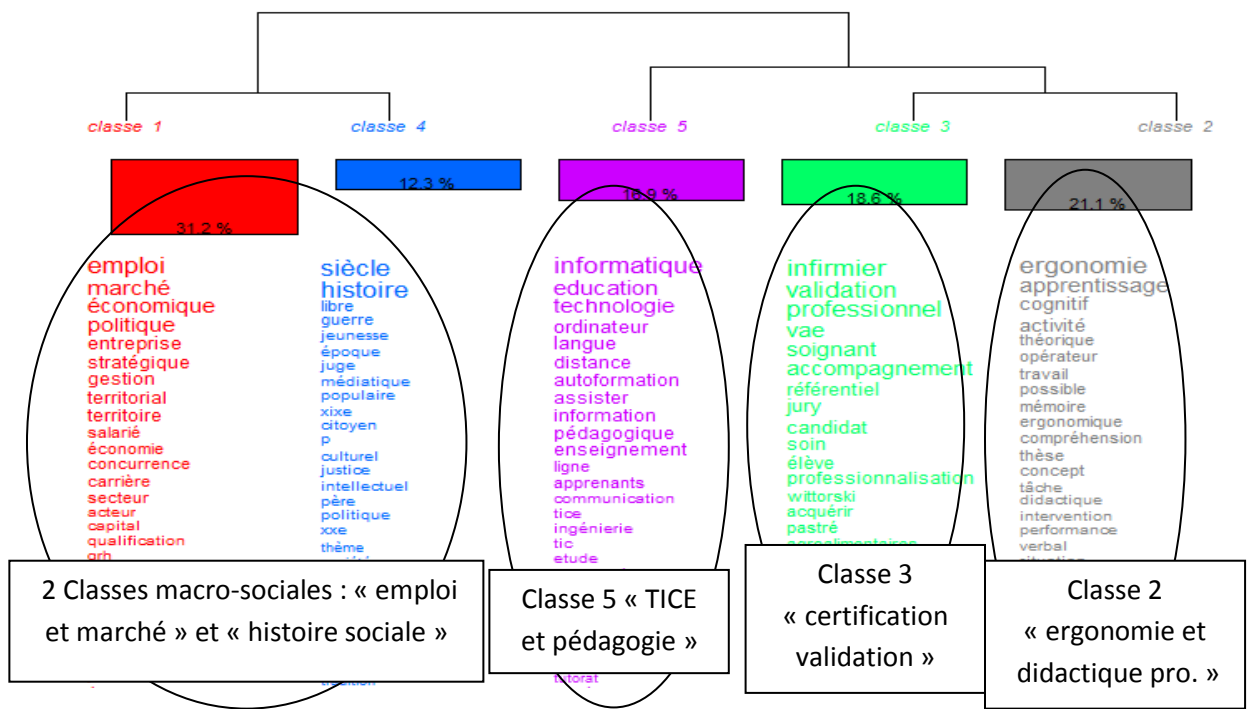 classe 1
classe 4
classe 5
classe 3
classe 2
31.2 %
12.3 %
16.9 %
18.6 %
21.1 %
emploi
marché
économique
politique
entreprise
stratégique
gestion
territorial
territoire
salarié
économie
concurrence
carrière
secteur
acteur
capital
qualification
grh
siècle
histoire
libre
guerre
jeunesse
époque
juge
médiatique
populaire
xixe
citoyen
p
culturel
justice
intellectuel
père
politique
xxe
thème
informatique
education
technologie
ordinateur
langue
distance
autoformation
assister
information
pédagogique
enseignement
ligne
apprenants
communication
tice
ingénierie
tic
etude
tutorat
infirmier
validation
professionnel
vae
soignant
accompagnement
référentiel
jury
candidat
soin
élève
professionnalisation
wittorski
acquérir
pastré
agroalimentaires
ergonomie
apprentissage
cognitif
activité
théorique
opérateur
travail
possible
mémoire
ergonomique
compréhension
thèse
concept
tâche
didactique
intervention
performance
verbal
situation
2 Classes macro-sociales : « emploi
et marché » et « histoire sociale »
Classe 5 « TICE
et pédagogie »
Classe 3
« certification
validation »
Classe 2
« ergonomie et
didactique pro. »